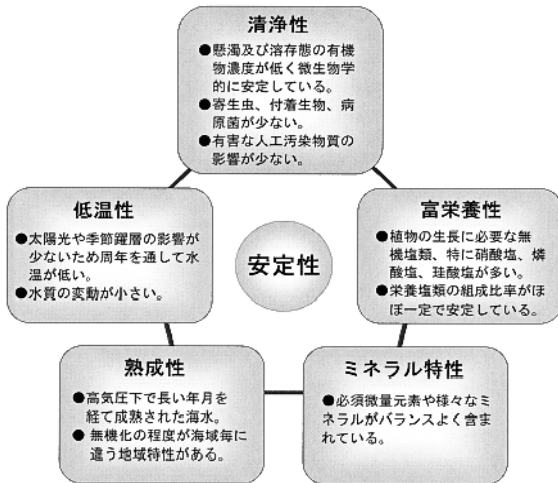 清浄性
●懸濁及び溶存態の有機
物濃度が低く微生物学
的に安定している。
●寄生虫、付着生物、病
原菌が少ない。
●有害な人工汚染物質の
影響が少ない。
低温性
●太陽光や季節躍層の影響が
少ないため周年を通して水
温が低い。
●水質の変動が小さい。
安定性
富栄養性
●植物の生長に必要な無
機塩類、特に硝酸塩、燐
酸塩、珪酸塩が多い。
●栄養塩類の組成比率がほ
ぼ一定で安定している。
熟成性
●高気圧下で長い年月を
経て成熟された海水。
●無機化の程度が海域毎に
違う地域特性がある。
ミネラル特性
●必須微量元素や様々なミ
ネラルがバランスよく含ま
れている。